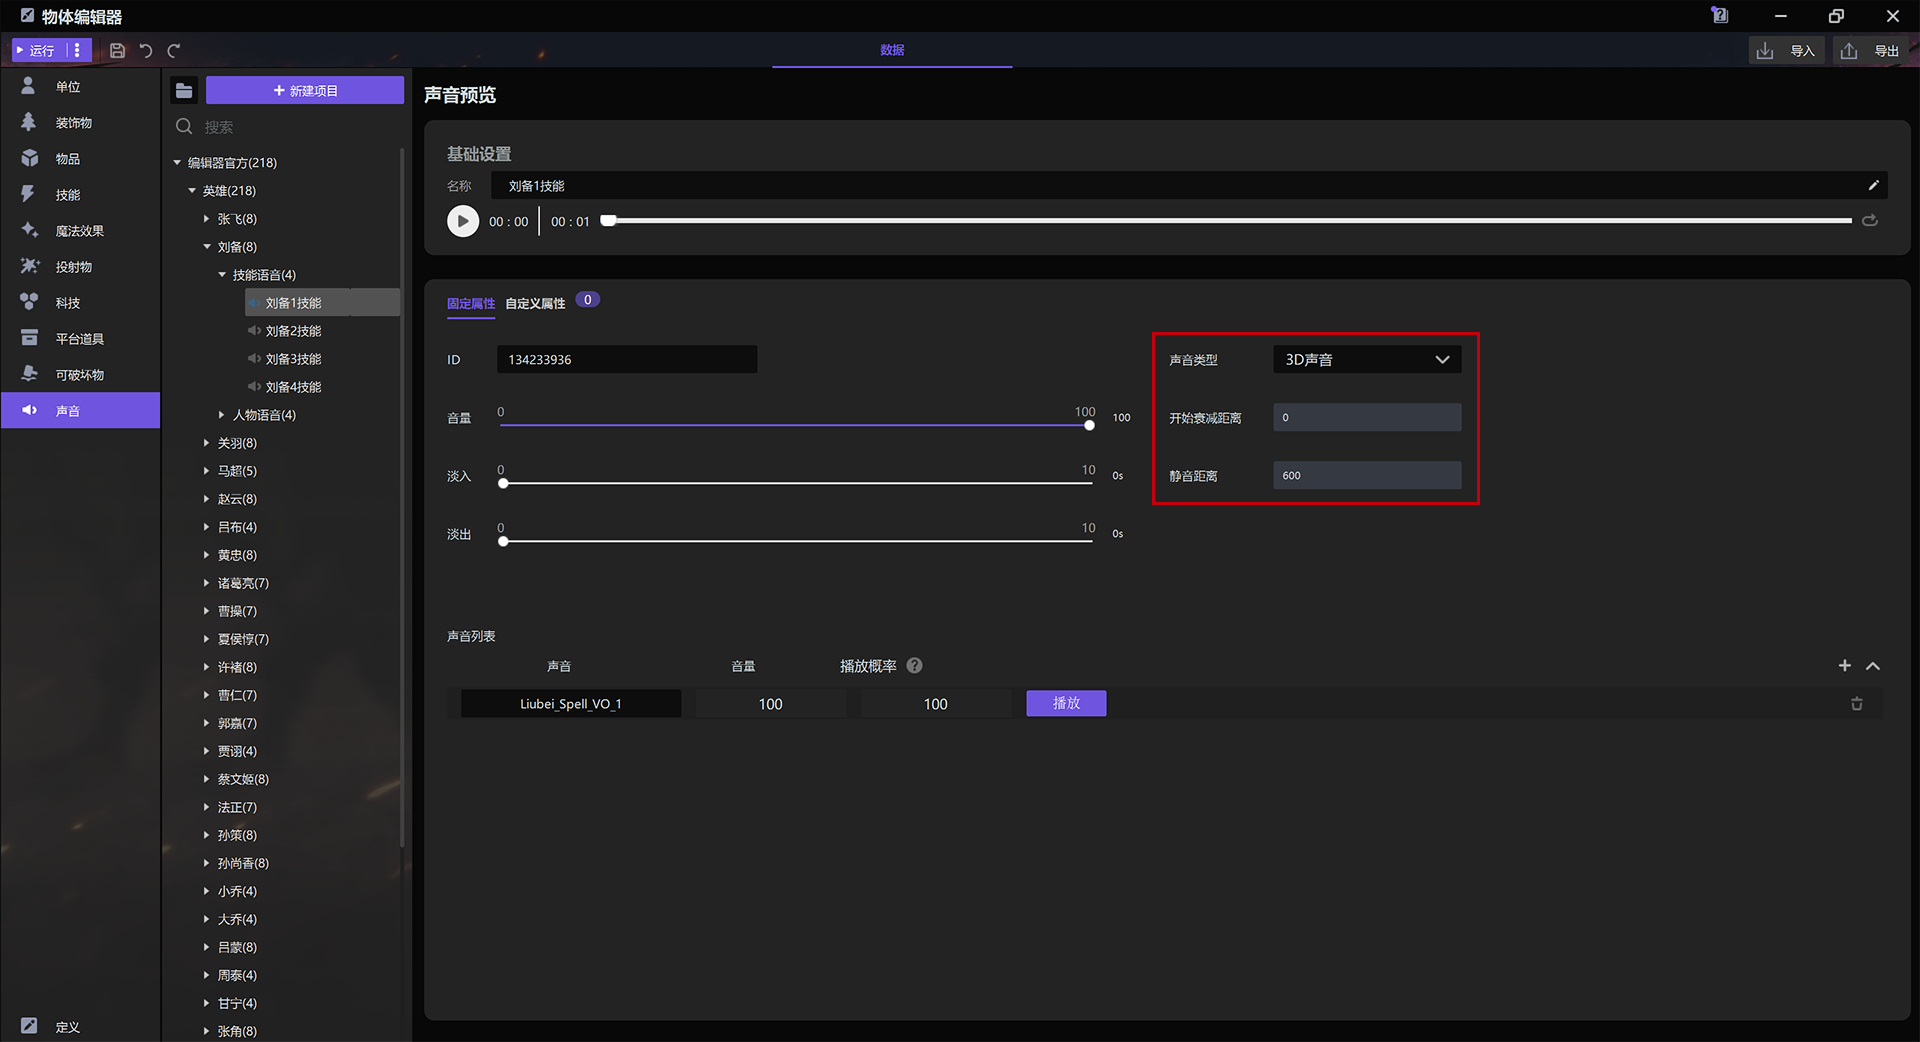 物体编辑器
运行
数据
导入
导出
单位
装饰物
物品
技能
魔法效果
投射物
科技
平台道具
可破坏物
声音
定义
新建项目
搜索
编辑器官方(218)
英雄(218)
张飞(8)
刘备(8)
技能语音(4)
刘备1技能
刘备2技能
刘备3技能
刘备4技能
人物语音(4)
关羽(8)
马超(5)
赵云(8)
吕布(4)
黄忠(8)
诸葛亮(7)
曹操(7)
夏侯惇(7)
许褚(8)
曹仁(7)
郭嘉(7)
贾诩(4)
蔡文姬(8)
法正(7)
孙策(8)
孙尚香(8)
小乔(4)
大乔(4)
吕蒙(8)
周泰(4)
甘宁(4)
张角(8)
声音预览
基础设置
名称 刘备1技能
00 : 00 00 : 01
固定属性 自定义属性 0
ID 134233936
音量 0 100 100
淡入 0 10 0s
淡出 0 10 0s
声音类型 3D声音
开始衰减距离 0
静音距离 600
声音列表
声音 音量 播放概率 ?
Liubei_Spell_VO_1 100 100 播放